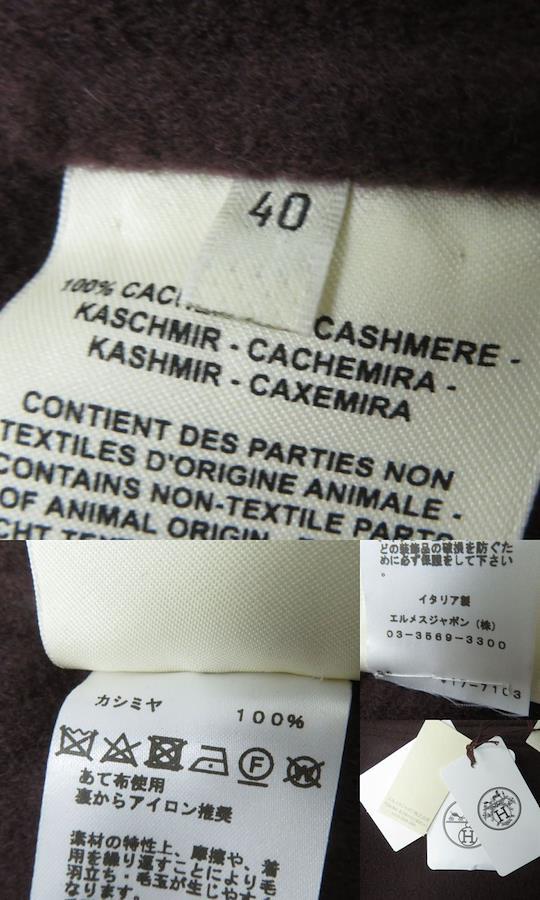 40
100% CAC
CASHMERE -
KASCHMIR - CACHEMIRA -
KASHMIR - CAXEMIRA
CONTIENT DES PARTIES NON
TEXTILES D'ORIGINE ANIMALE -
CONTAINS NON-TEXTILE PARTS
OF ANIMAL ORIGIN -
カシミヤ 100%
F
W
あて布使用
裏からアイロン推奨
素材の特性上、摩擦や、着
用を繰り返すことにより毛
羽立ち・毛玉が生じやすく
なります。
どの装飾品の破損を防ぐた
めに必ず保護をして下さい
。
イタリア製
エルメスジャポン(株)
03-3569-3300
H
H